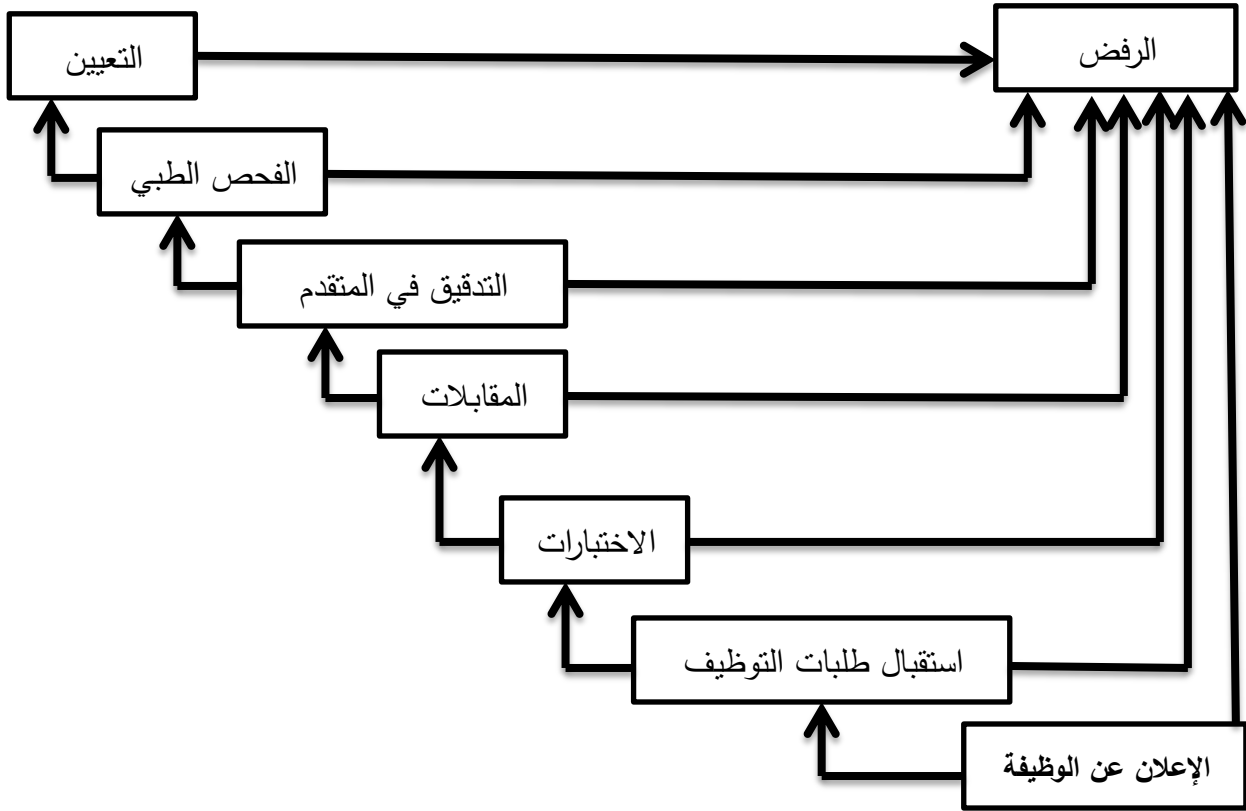 الرفض
التعيين
الفحص الطبي
التدقيق في المتقدم
المقابلات
الاختبارات
استقبال طلبات التوظيف
الإعلان عن الوظيفة